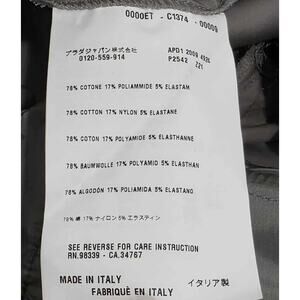 0000ET - C1374 - 00009
プラダジャパン株式会社
0120-559-914
APD1 2009
P2542 221
78% COTONE 17% POLIAMMIDE 5% ELASTAM
78% COTTON 17% NYLON 5% ELASTANE
78% COTON 17% POLYAMIDE 5% ELASTHANNE
78% BAUMWOLLE 17% POLYAMID 5% ELASTHAN
78% ALGODÓN 17% POLIAMIDA 5% ELASTANO
78% 綿 17% ナイロン 5% エラスティン
SEE REVERSE FOR CARE INSTRUCTION
RN.98339 - CA.34767
MADE IN ITALY
イタリア製
FABRIQUÉ EN ITALY